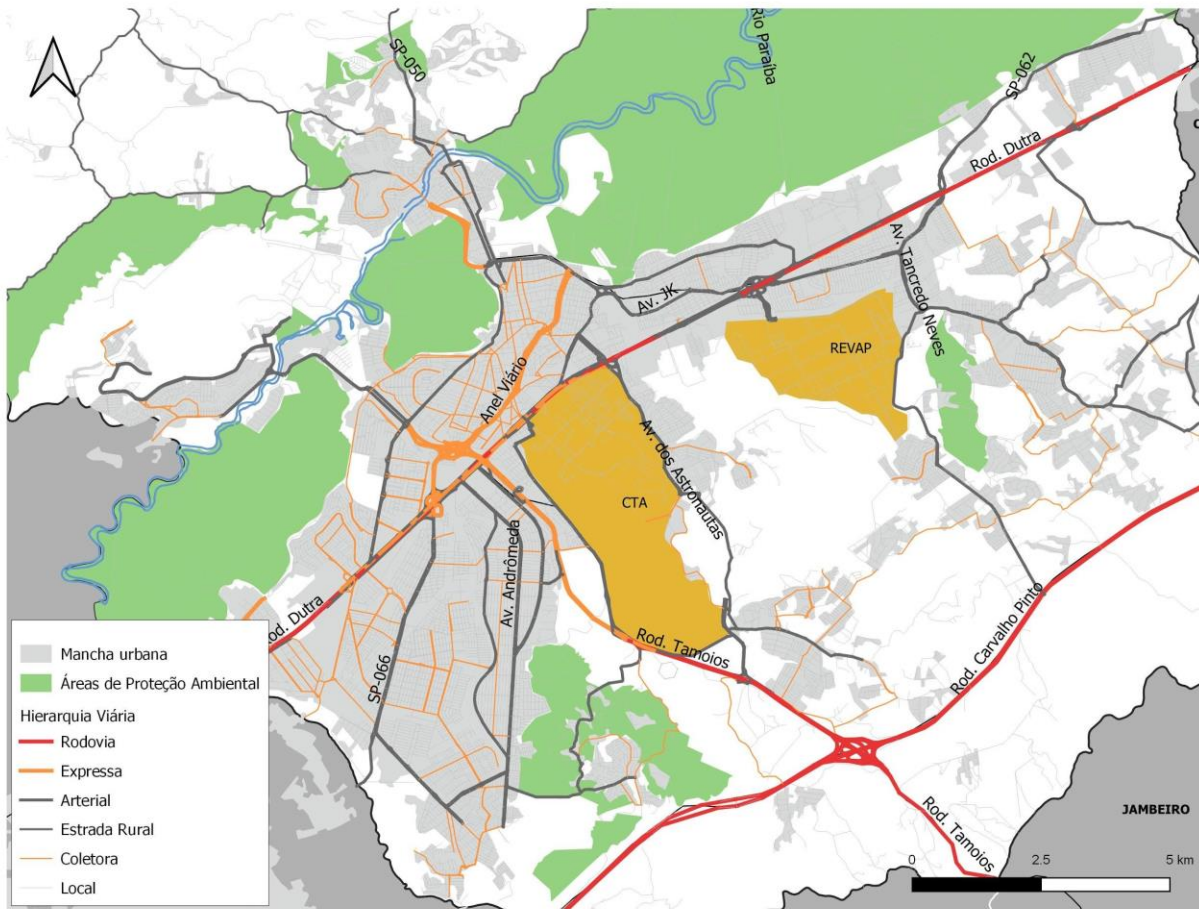 SP-050
Rio Paraíba
SP-062
C
Rod. Dutra
Av. JK
Av. Tancredo Neves
REVAP
Anel Viário
Av. dos Astronautas
CTA
Av. Andrômeda
Rod. Dutra
SP-066
Rod. Tamoios
Rod. Carvalho Pinto
Rod. Tamoios
JAMBEIRO
Mancha urbana
Áreas de Proteção Ambiental
Hierarquia Viária
Rodovia
Expressa
Arterial
Estrada Rural
Coletora
Local
0 2.5 5 km